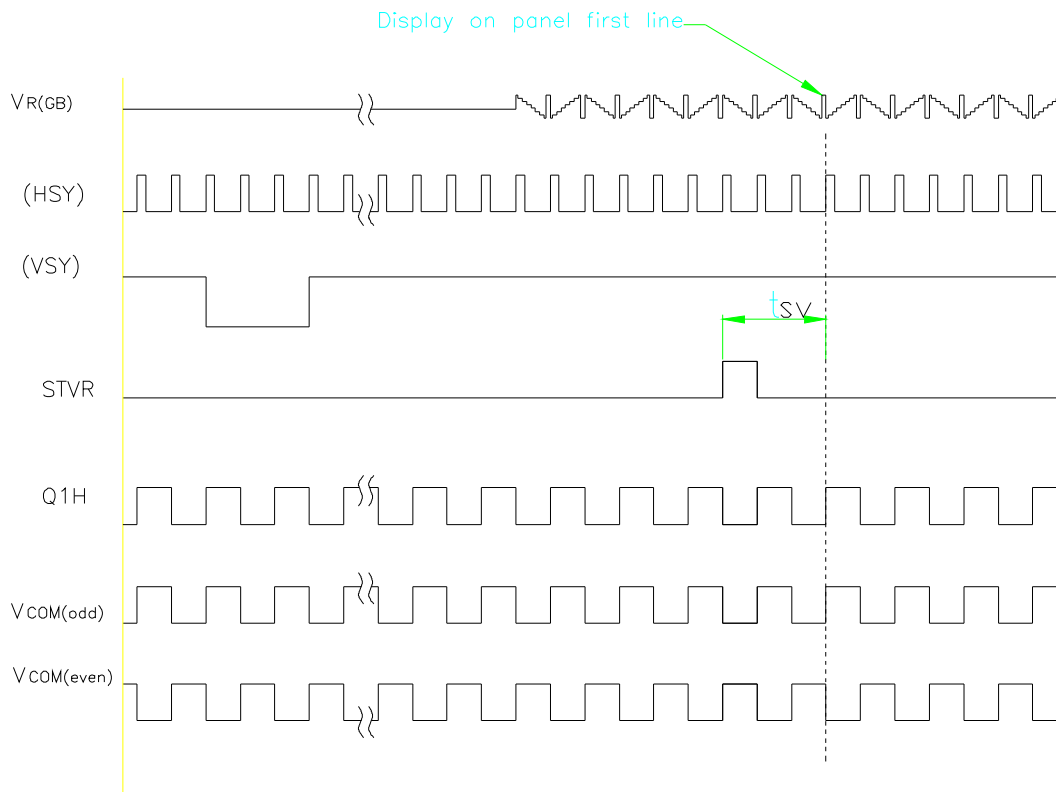 Display on panel first line
VR(GB)
(HSY)
(VSY)
tsv
STVR
Q1H
VCOM(odd)
VCOM(even)